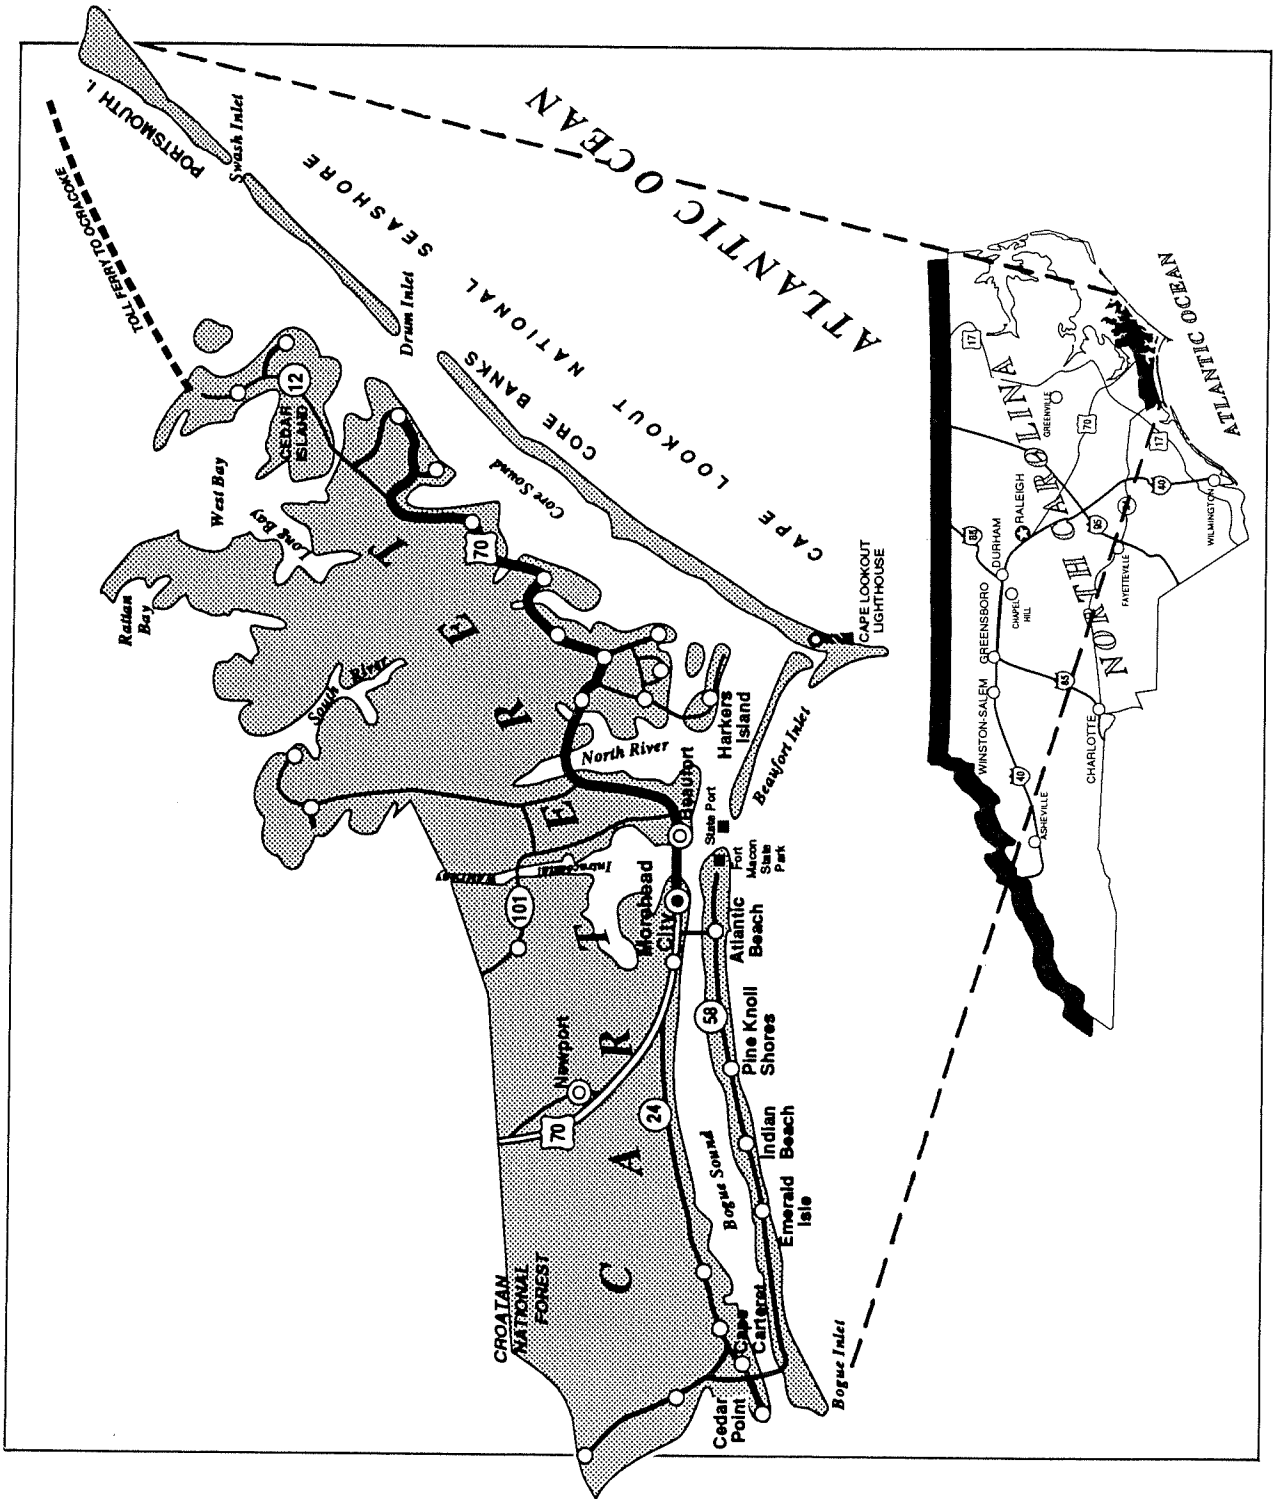 TOLL FERRY TO OCRACOKE
PORTSMOUTH I.
Swash Inlet
Drum Inlet
CAPE LOOKOUT NATIONAL SEASHORE
ATLANTIC OCEAN
CORE BANKS
Core Sound
12
CEDAR
ISLAND
West Bay
Long Bay
Rattan
Bay
South River
70
CARTERET
North River
Harkers
Island
CAPE LOOKOUT
LIGHTHOUSE
Beaufort Inlet
Beaufort
State Port
Fort
Macon
State
Park
Intracoastal
Waterway
101
Morehead
City
Atlantic
Beach
Newport
70
24
58
Pine Knoll
Shores
Indian
Beach
Emerald
Isle
Bogue Sound
CROATAN
NATIONAL
FOREST
Cape
Carteret
Cedar
Point
Bogue Inlet
NORTH CAROLINA
ATLANTIC OCEAN
WINSTON-SALEM
GREENSBORO
DURHAM
CHAPEL
HILL
RALEIGH
GREENVILLE
FAYETTEVILLE
WILMINGTON
CHARLOTTE
ASHEVILLE
17
70
17
40
95
85
40